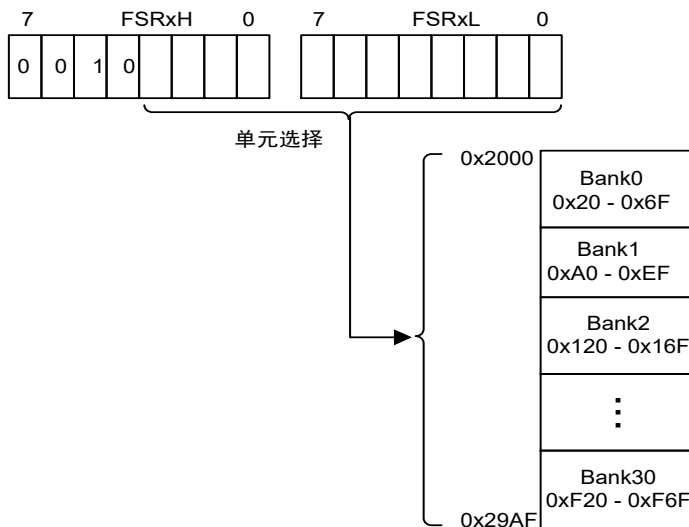 7 FSRxH 0 7 FSRxL 0
0 0 1 0
单元选择
0x2000
Bank0
0x20 - 0x6F
Bank1
0xA0 - 0xEF
Bank2
0x120 - 0x16F
⋮
Bank30
0xF20 - 0xF6F
0x29AF